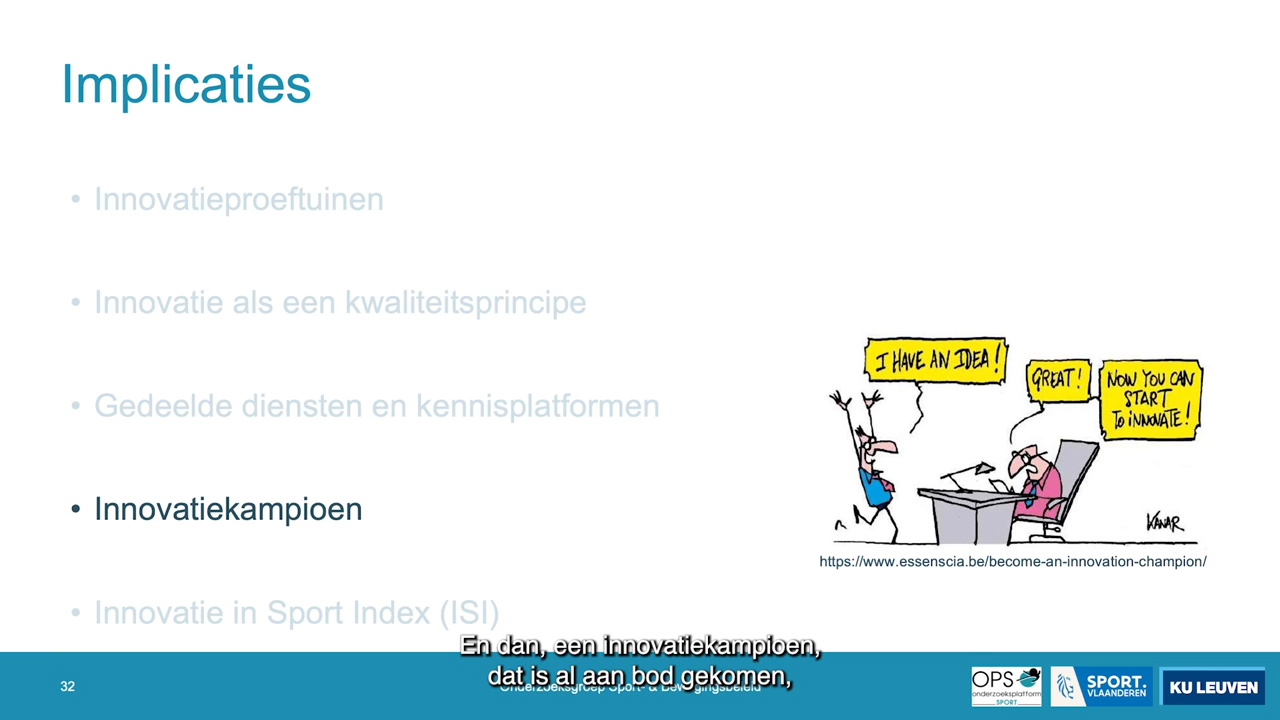 Implicaties
• Innovatieproeftuinen
• Innovatie als een kwaliteitsprincipe
• Gedeelde diensten en kennisplatformen
• Innovatiekampioen
• Innovatie in Sport Index (ISI)
I HAVE AN IDEA!
GREAT!
NOW YOU CAN
START
TO INNOVATE!
KANAR
https://www.essenscia.be/become-an-innovation-champion/
En dan, een innovatiekampioen,
dat is al aan bod gekomen,
32
Onderzoeksgroep Sport- & Bewegingsbeleid
OPS
onderzoeksplatform
SPORT
SPORT.
VLAANDEREN
KU LEUVEN